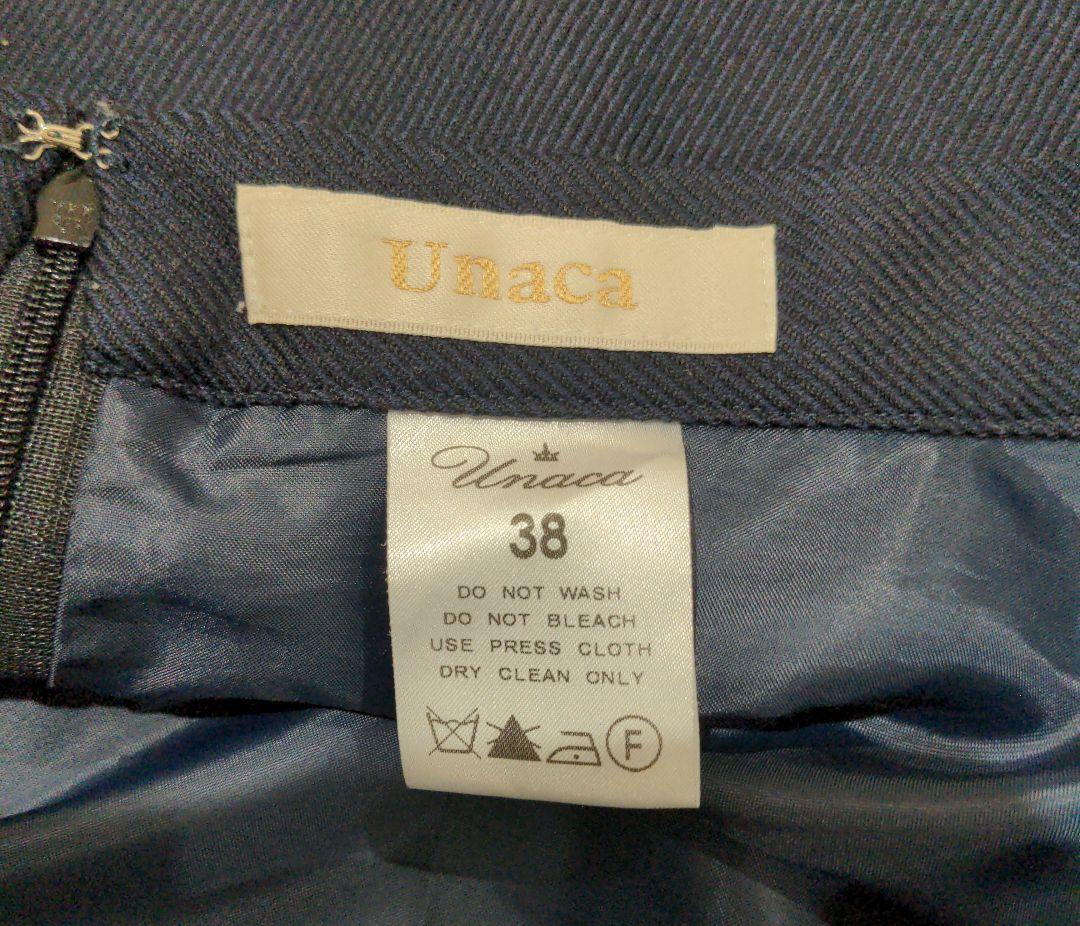 Unaca
Unaca
38
DO NOT WASH
DO NOT BLEACH
USE PRESS CLOTH
DRY CLEAN ONLY
F